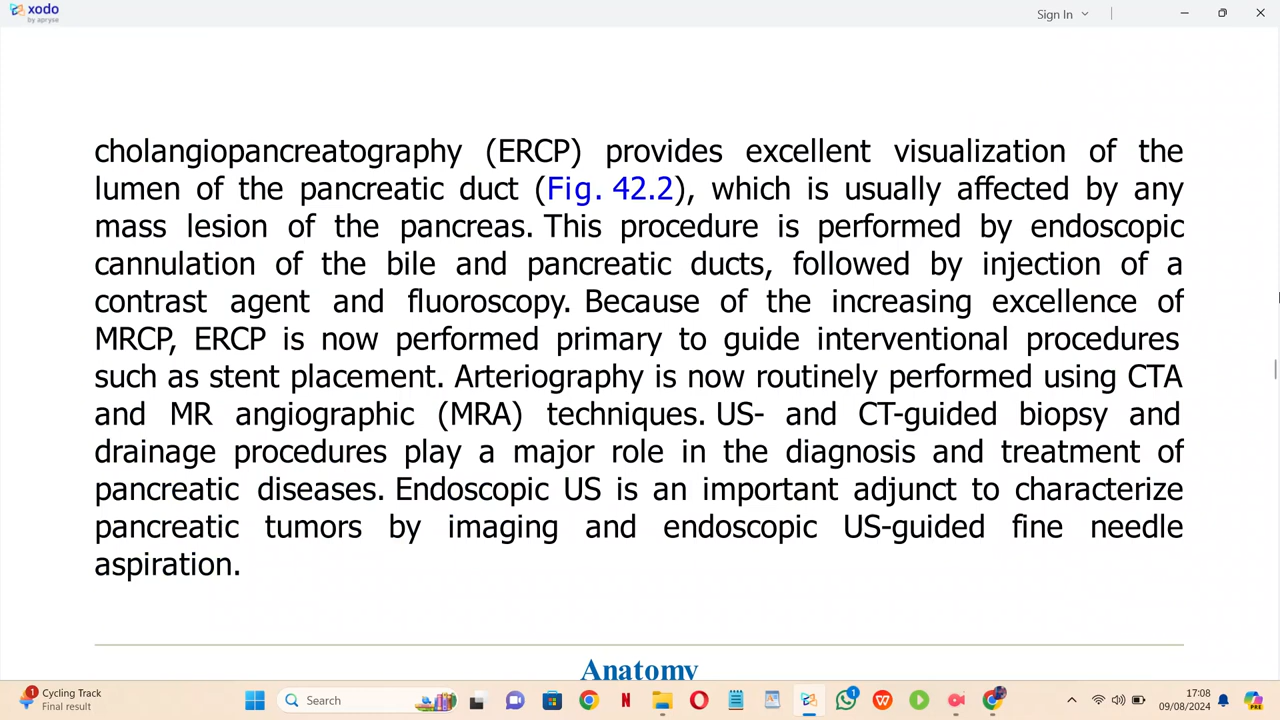 xodo
by apryse
Sign In
cholangiopancreatography (ERCP) provides excellent visualization of the
lumen of the pancreatic duct (Fig. 42.2), which is usually affected by any
mass lesion of the pancreas. This procedure is performed by endoscopic
cannulation of the bile and pancreatic ducts, followed by injection of a
contrast agent and fluoroscopy. Because of the increasing excellence of
MRCP, ERCP is now performed primary to guide interventional procedures
such as stent placement. Arteriography is now routinely performed using CTA
and MR angiographic (MRA) techniques. US- and CT-guided biopsy and
drainage procedures play a major role in the diagnosis and treatment of
pancreatic diseases. Endoscopic US is an important adjunct to characterize
pancreatic tumors by imaging and endoscopic US-guided fine needle
aspiration.
Anatomy
1
Cycling Track
Final result
Search
1
17:08
09/08/2024